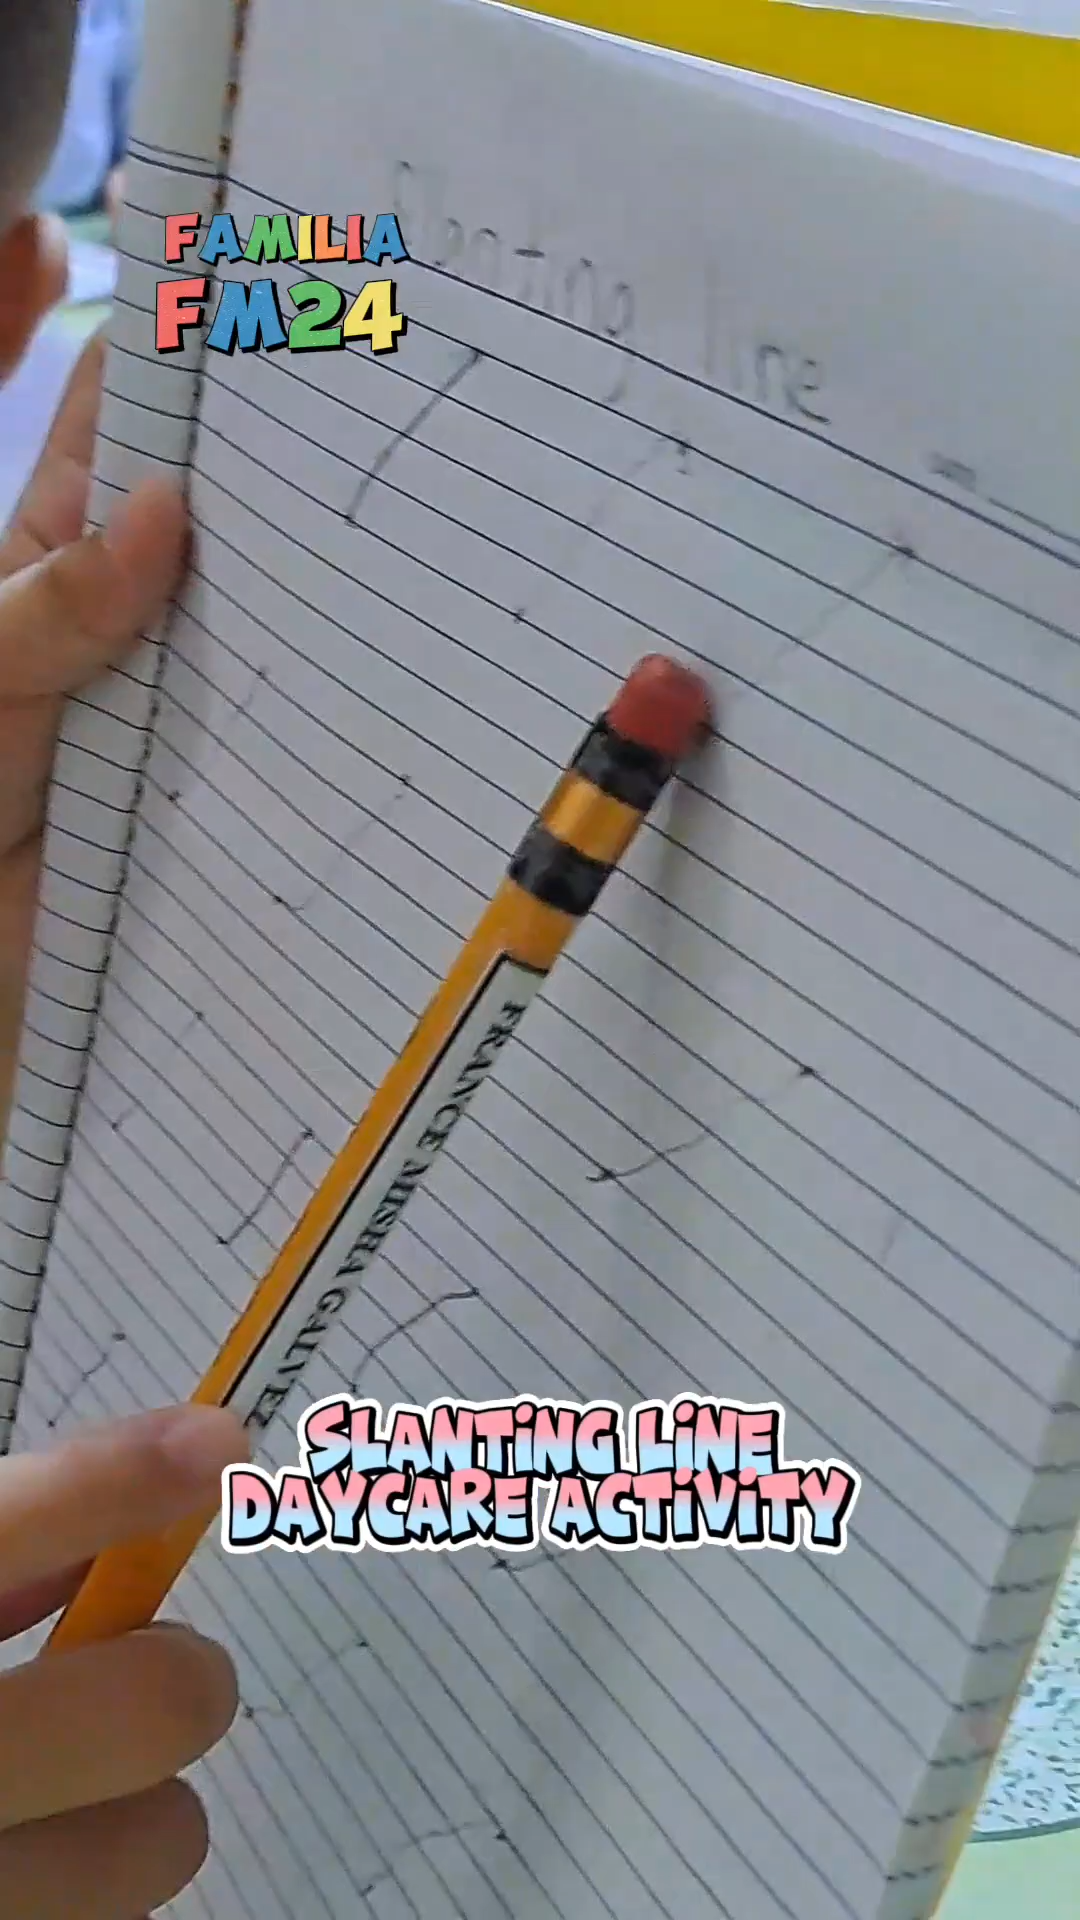 Slanting line
FAMILIA
FM24
FRANCE MISHA GALVEZ
SLANTiNG LiNE
DAYCARE ACTiViTY